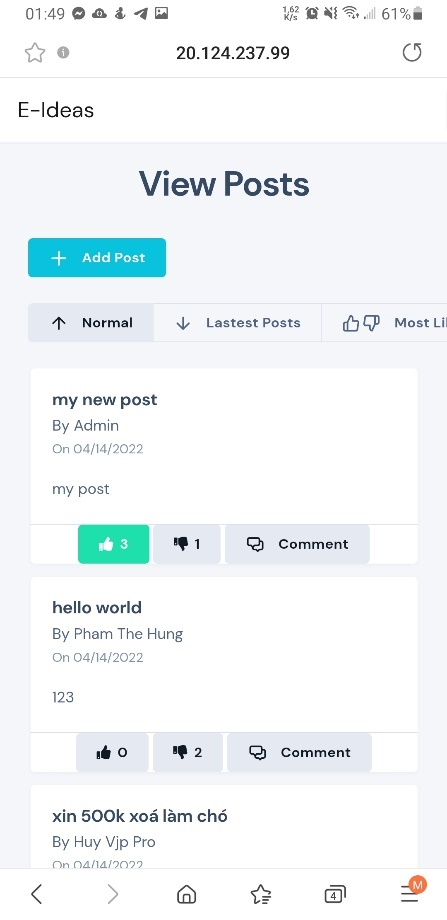 01:49
1,62 K/s
61%
20.124.237.99
E-Ideas
View Posts
Add Post
Normal
Lastest Posts
Most Li
my new post
By Admin
On 04/14/2022
my post
3
1
Comment
hello world
By Pham The Hung
On 04/14/2022
123
0
2
Comment
xin 500k xoá làm chó
By Huy Vjp Pro
On 04/14/2022
4
M